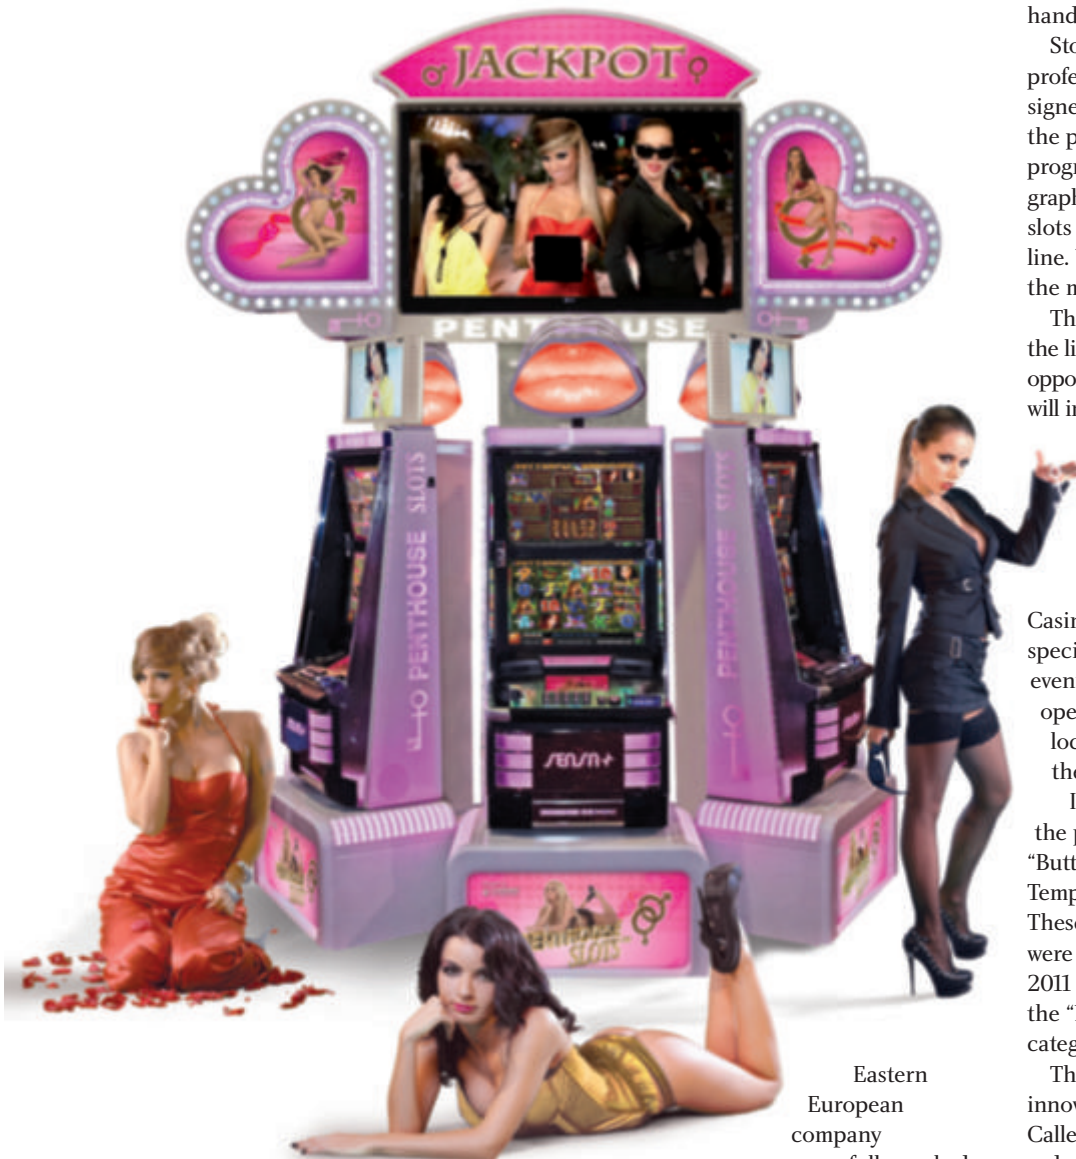 JACKPOT
PENTHOUSE
PENTHOUSE SLOTS
PENTHOUSE SLOTS
PENTHOUSE
SLOTS
hand
Sto
profe
signe
the p
progr
graph
slots
line.
the
Th
the li
oppo
will in
Casin
speci
even
ope
loc
the
I
the p
“Butt
Temp
These
were
2011
the “
categ
Th
innov
Calle
Eastern
European
company